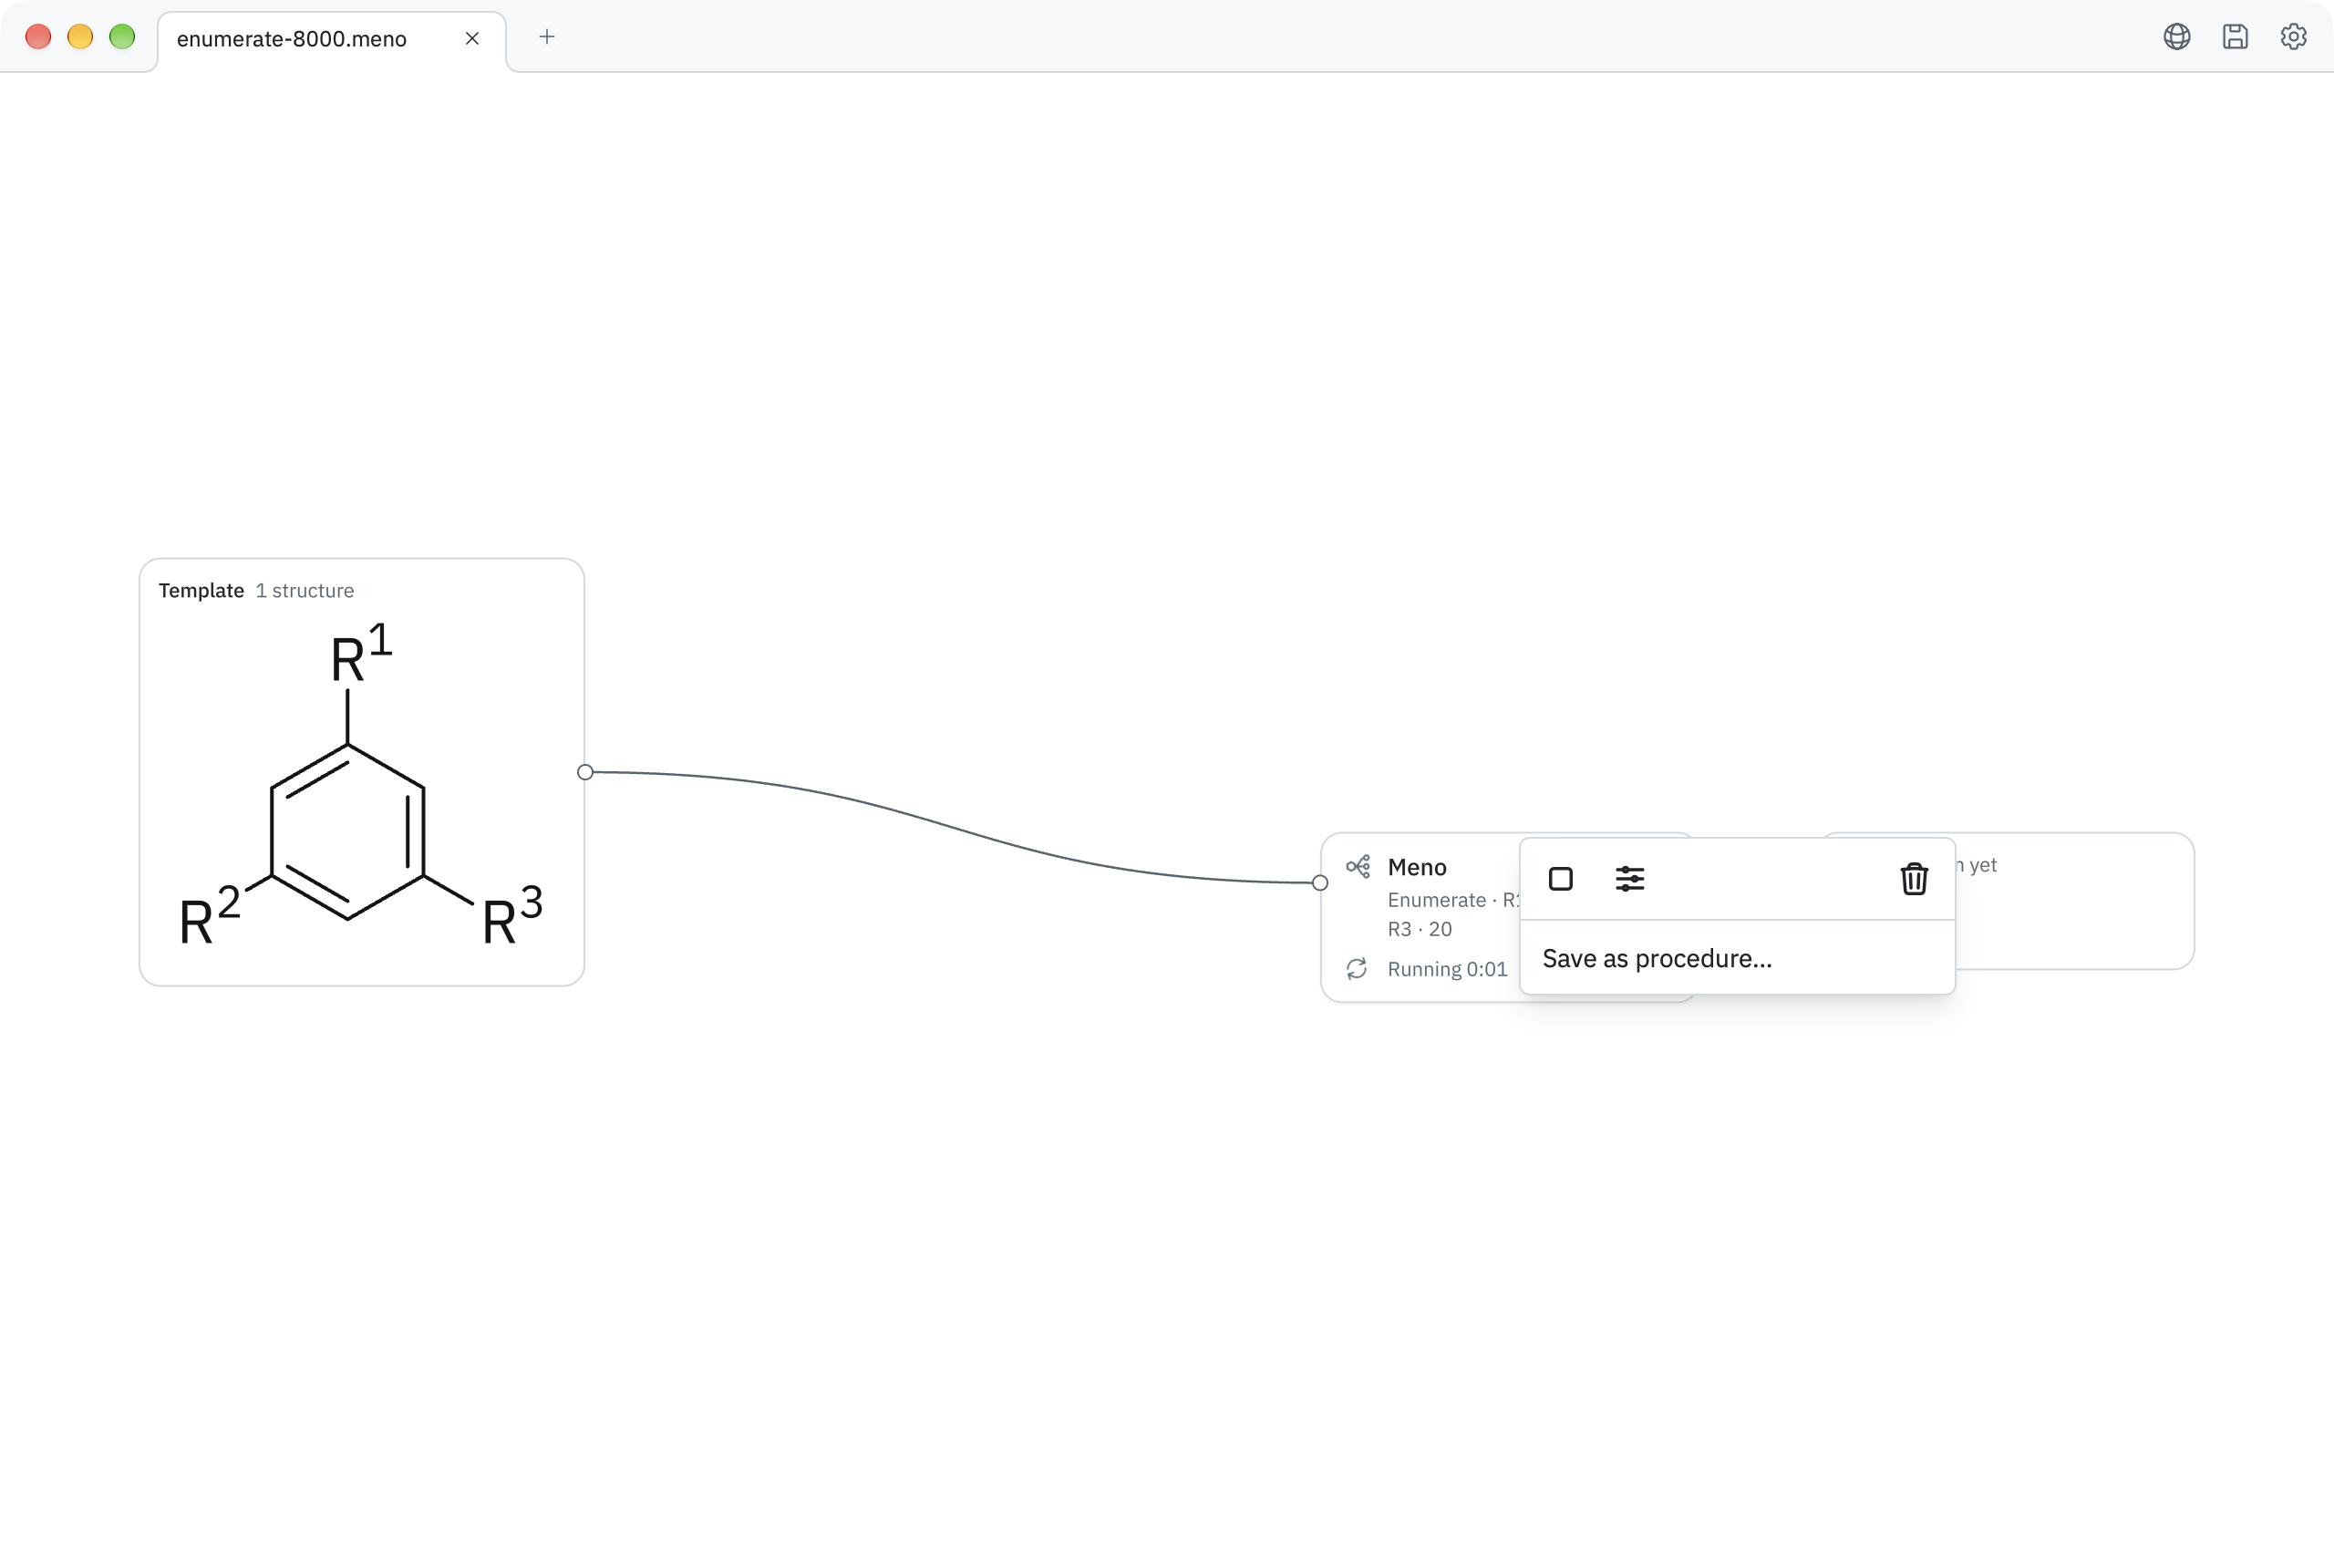 enumerate-8000.meno
Template 1 structure
R1
R2
R3
Meno
Enumerate ·
R3 · 20
Running 0:01
Save as procedure...
yet